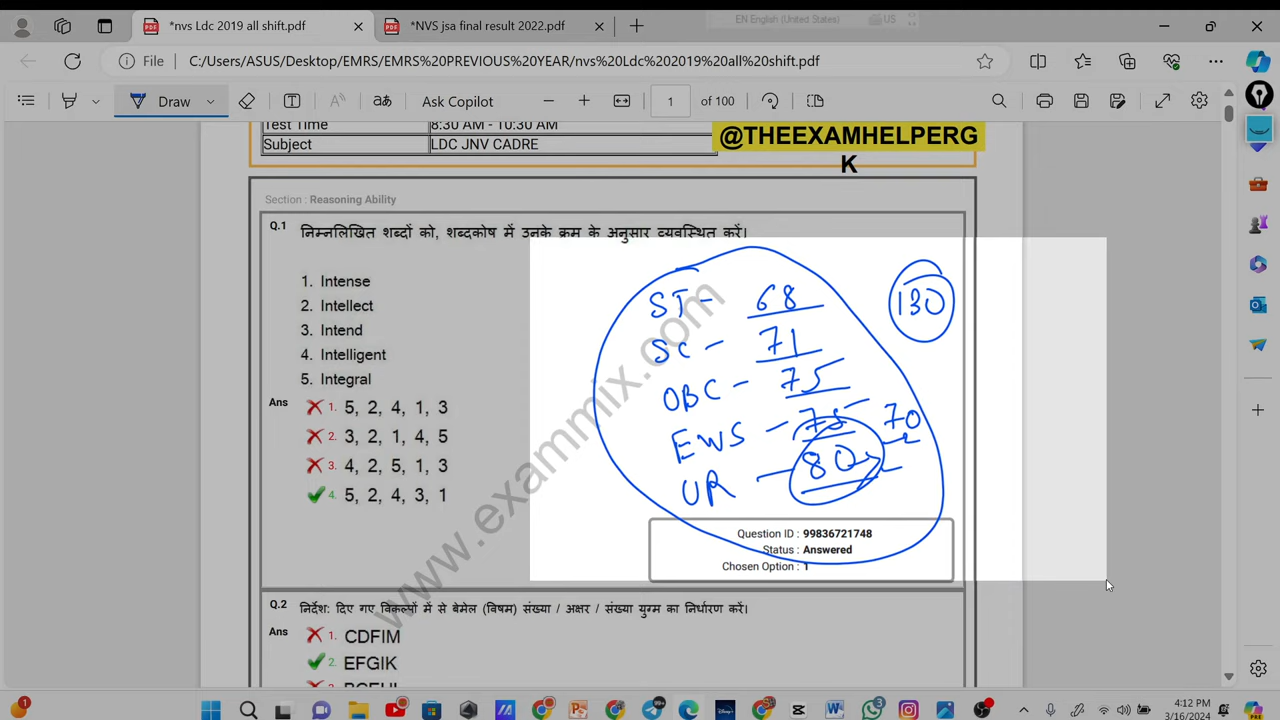 *nvs Ldc 2019 all shift.pdf
*NVS jsa final result 2022.pdf
EN English (United States)
US
File
C:/Users/ASUS/Desktop/EMRS/EMRS%20PREVIOUS%20YEAR/nvs%20Ldc%202019%20all%20shift.pdf
Draw
Ask Copilot
1
of 100
Test Time 8:30 AM - 10:30 AM
Subject LDC JNV CADRE
@THEEXAMHELPERG
K
Section : Reasoning Ability
Q.1 निम्नलिखित शब्दों को, शब्दकोष में उनके क्रम के अनुसार व्यवस्थित करें।
1. Intense
2. Intellect
3. Intend
4. Intelligent
5. Integral
Ans 1. 5, 2, 4, 1, 3
2. 3, 2, 1, 4, 5
3. 4, 2, 5, 1, 3
4. 5, 2, 4, 3, 1
ST - 68
130
SC - 71
OBC - 75
EWS - 75 70
UR - 80
www.exammix.com
Question ID : 99836721748
Status : Answered
Chosen Option : 1
Q.2 निर्देश: दिए गए विकल्पों में से बेमेल (विषम) संख्या / अक्षर / संख्या युग्म का निर्धारण करें।
Ans 1. CDFIM
2. EFGIK
1
4:12 PM
3/16/2024